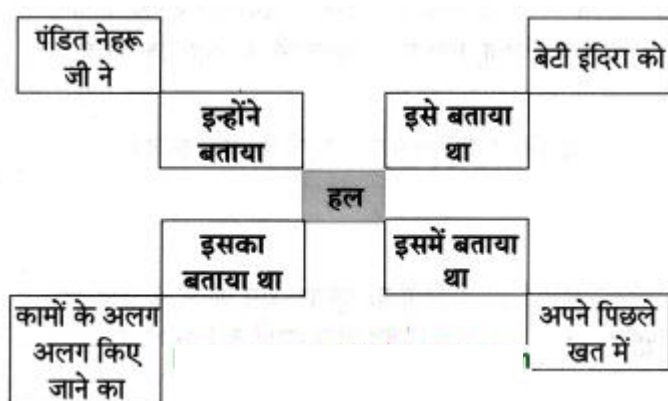 पंडित नेहरू
जी ने
बेटी इंदिरा को
इन्होंने
बताया
इसे बताया
था
हल
इसका
बताया था
इसमें बताया
था
कामों के अलग
अलग किए
जाने का
अपने पिछले
खत में